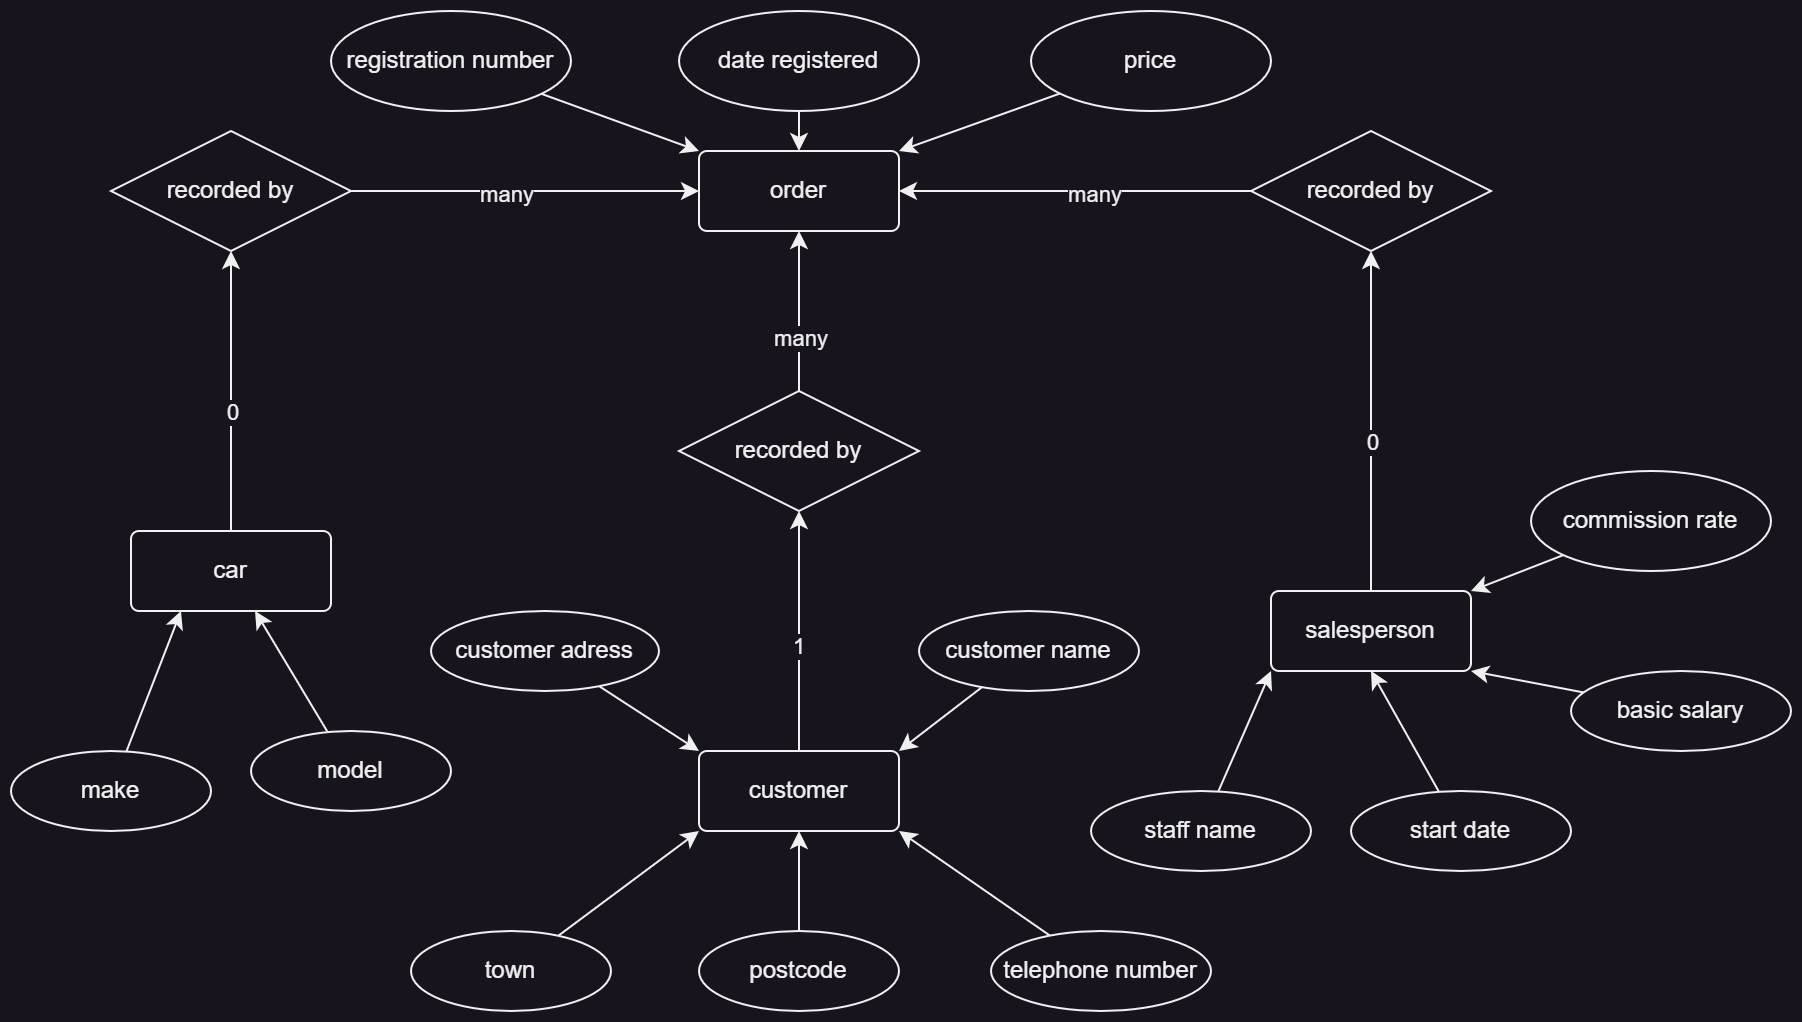 registration number
date registered
price
recorded by
many
order
many
recorded by
many
0
recorded by
0
commission rate
car
salesperson
customer adress
1
customer name
basic salary
make
model
customer
staff name
start date
town
postcode
telephone number